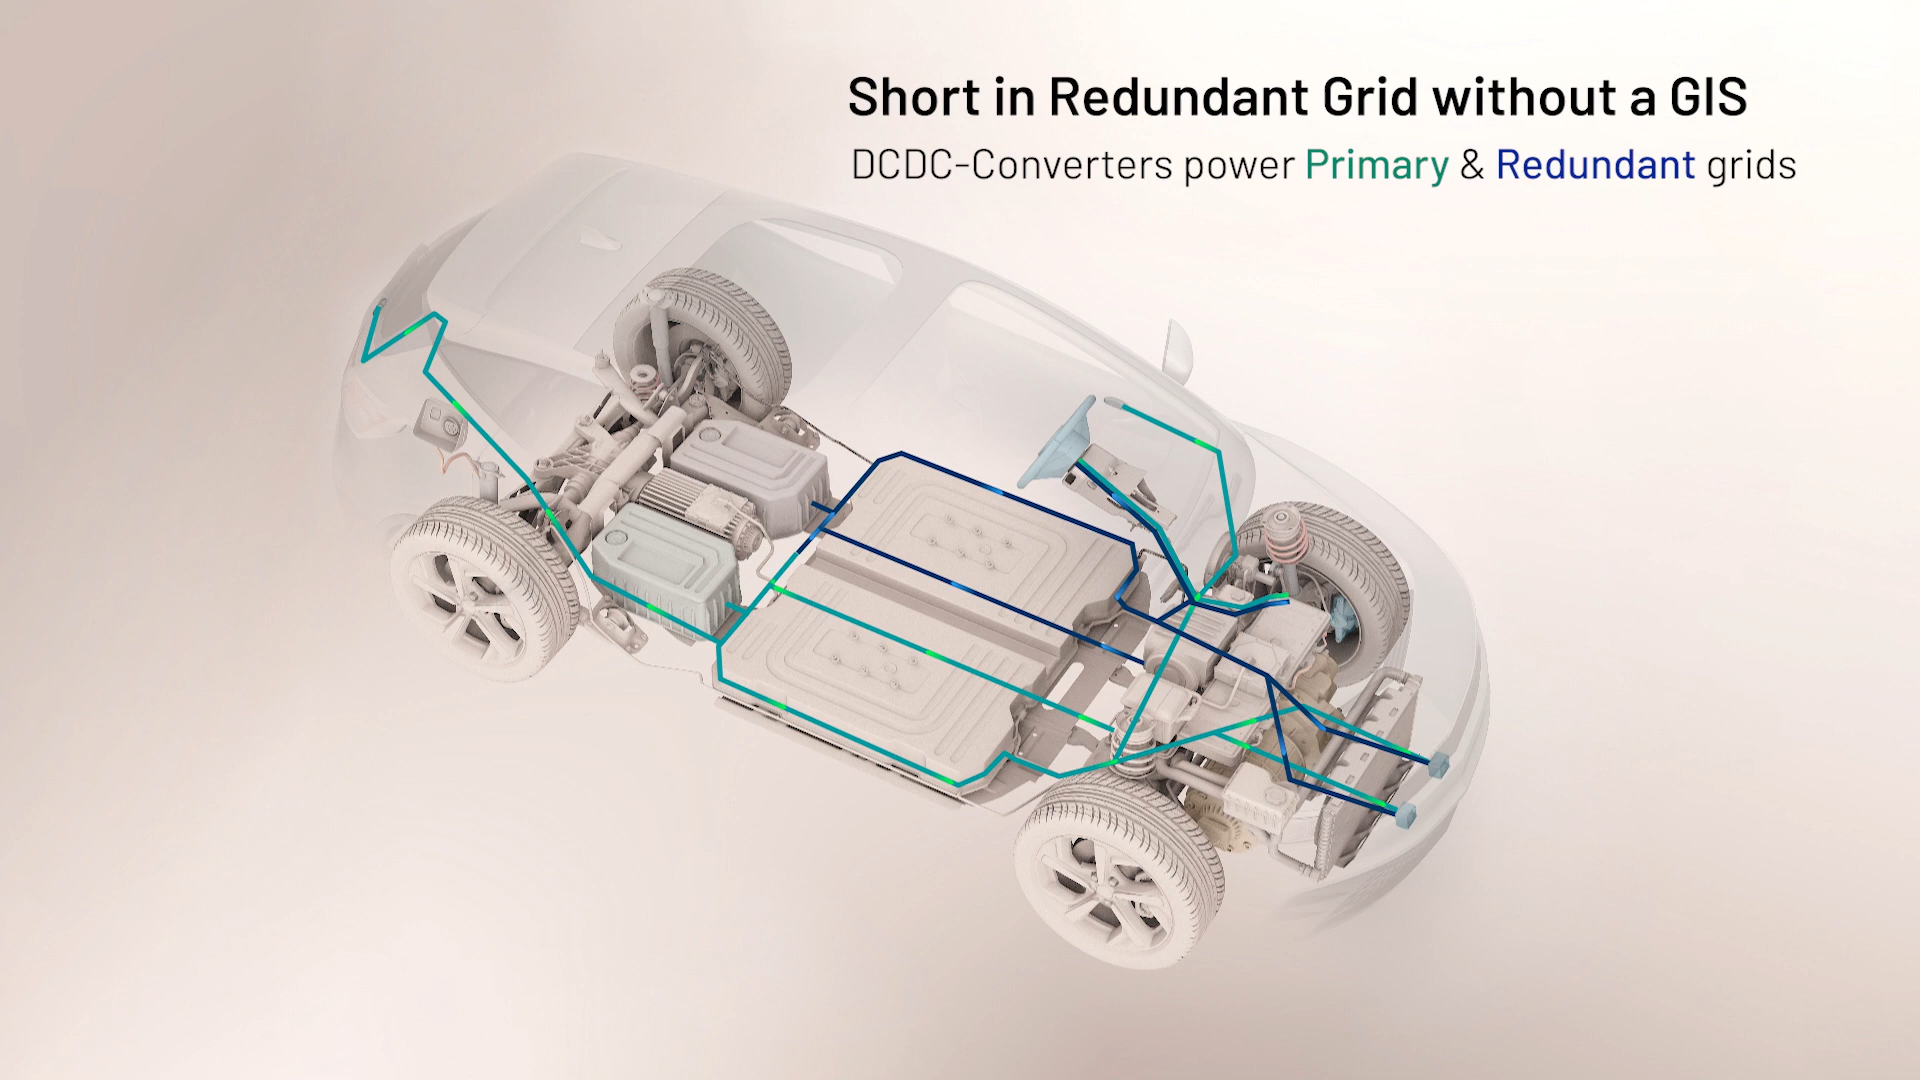 Short in Redundant Grid without a GIS
DCDC-Converters power Primary & Redundant grids